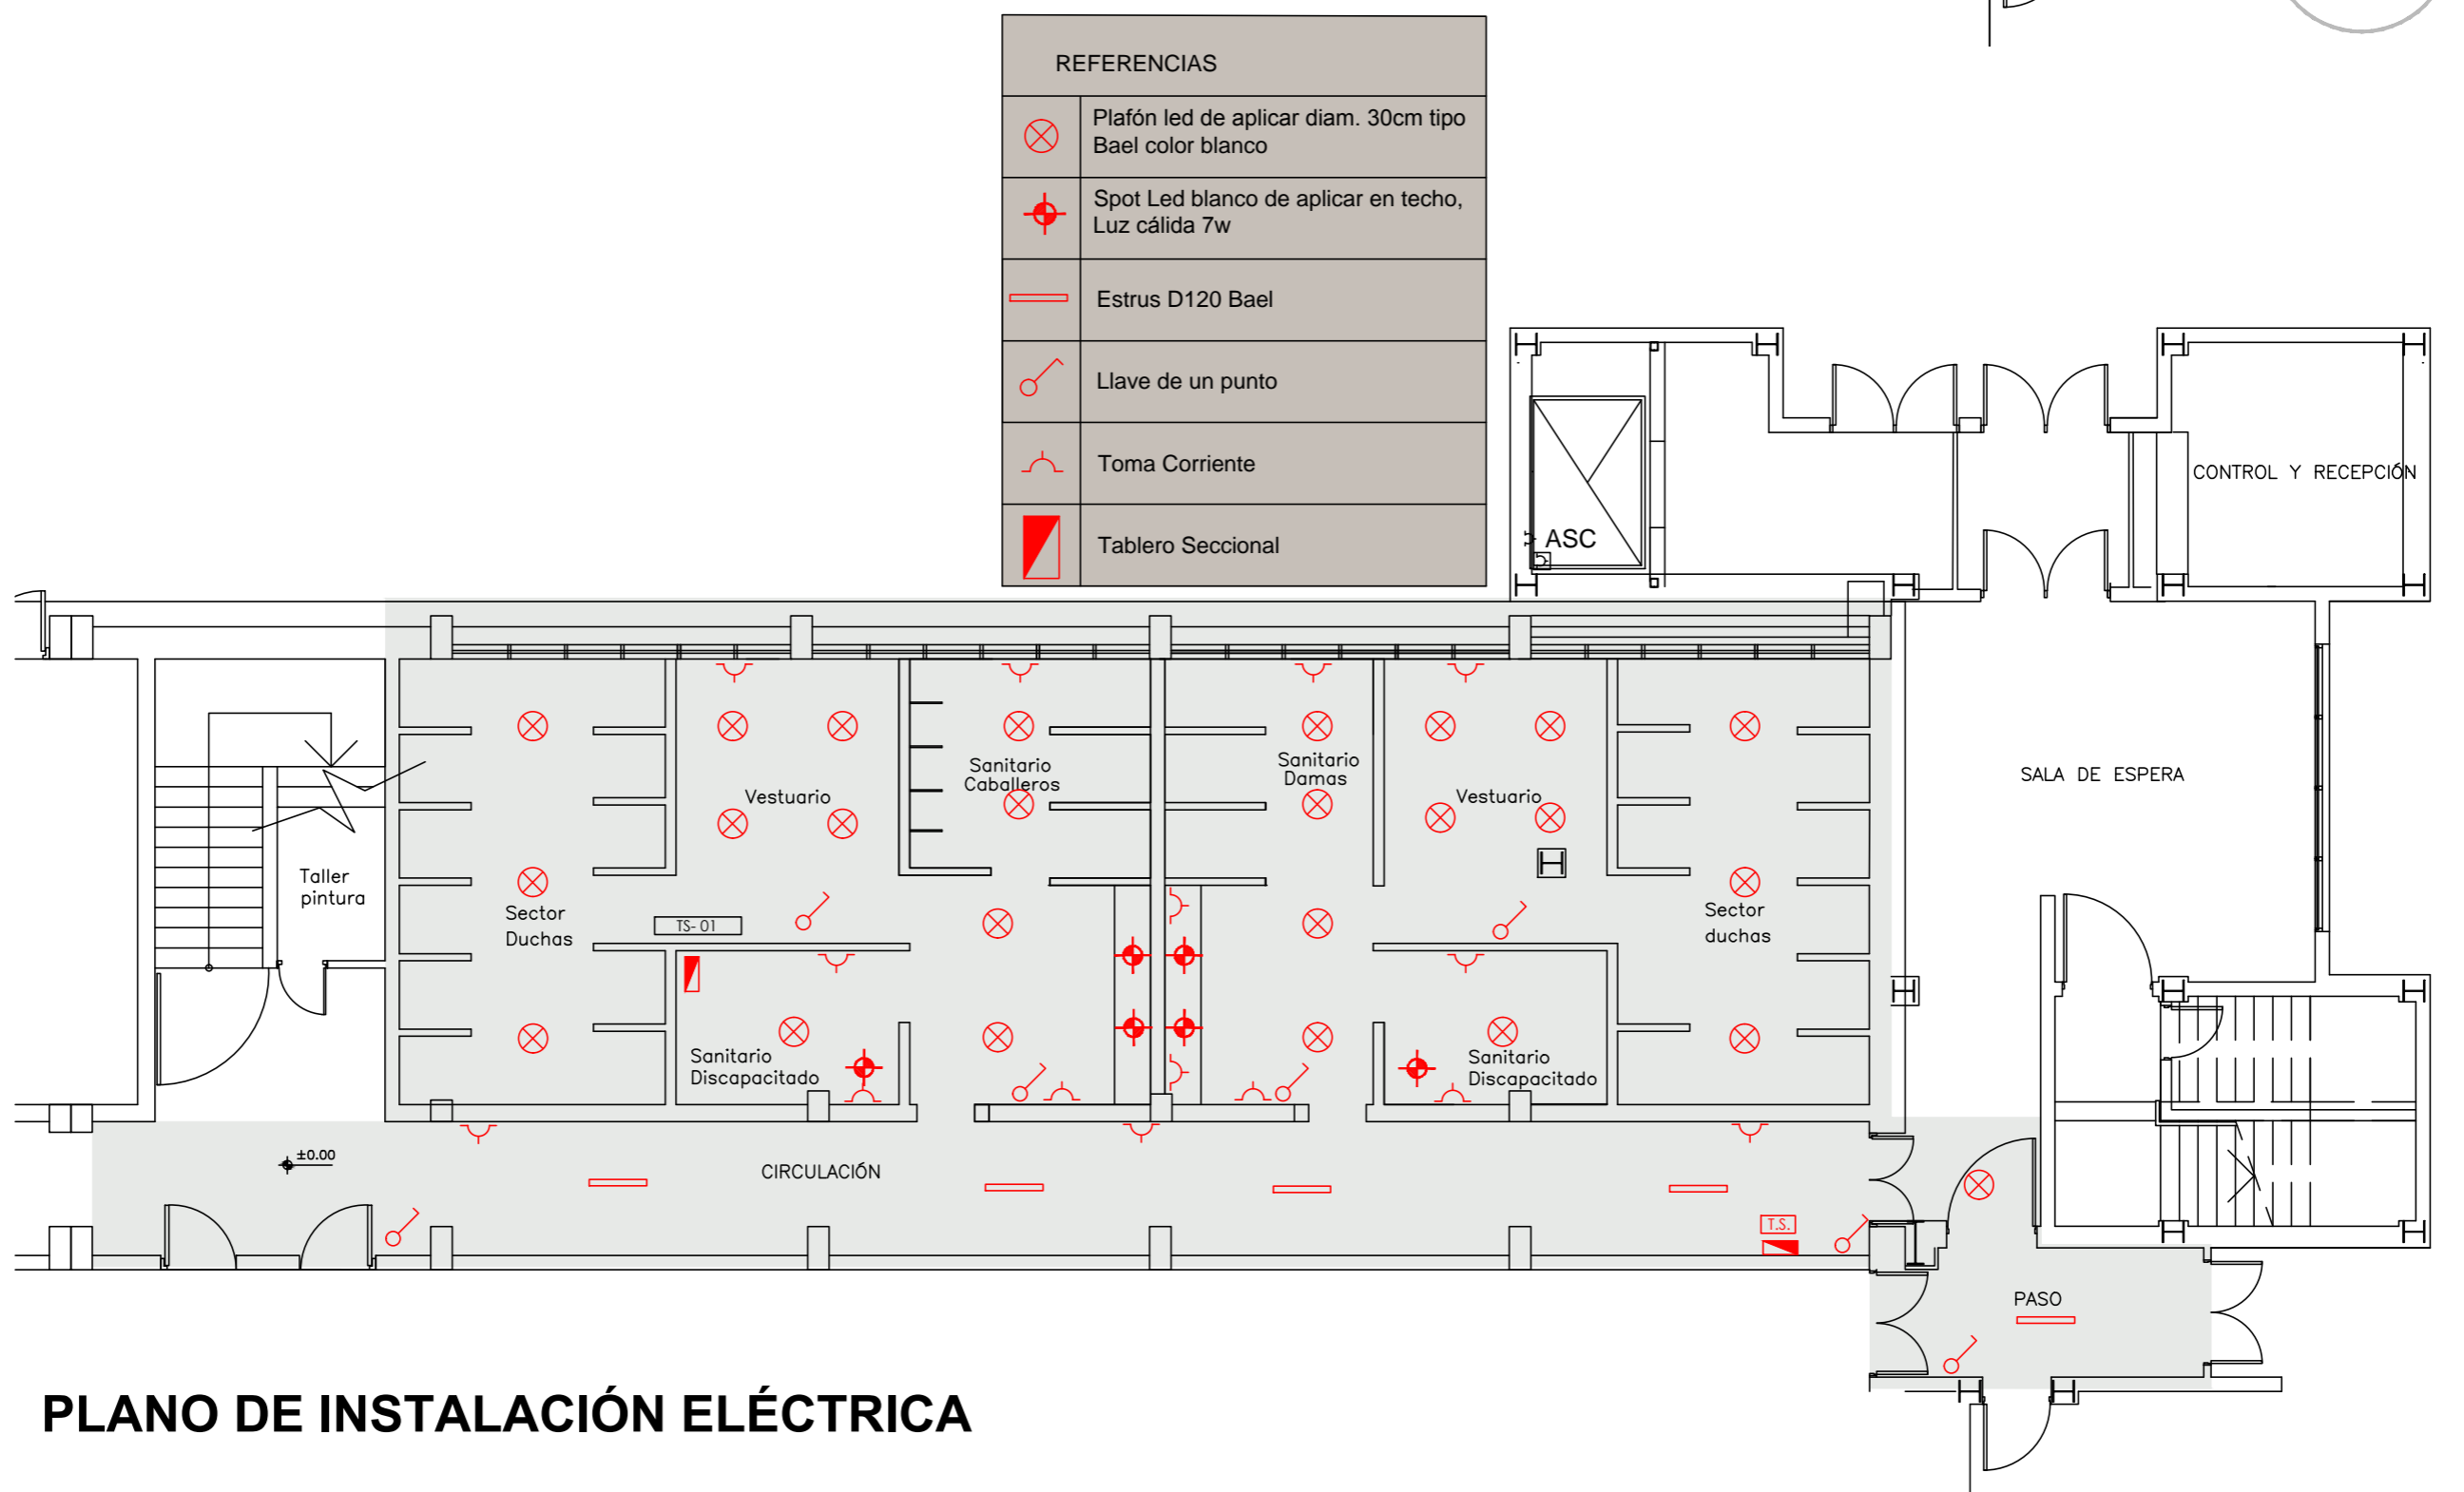 REFERENCIAS
Plafón led de aplicar diam. 30cm tipo
Bael color blanco
Spot Led blanco de aplicar en techo,
Luz cálida 7w
Estrus D120 Bael
Llave de un punto
Toma Corriente
Tablero Seccional
ASC
CONTROL Y RECEPCIÓN
SALA DE ESPERA
Taller
pintura
Sector
Duchas
Vestuario
TS- 01
Sanitario
Caballeros
Sanitario
Damas
Vestuario
Sector
duchas
Sanitario
Discapacitado
Sanitario
Discapacitado
±0.00
CIRCULACIÓN
T.S.
PASO
PLANO DE INSTALACIÓN ELÉCTRICA